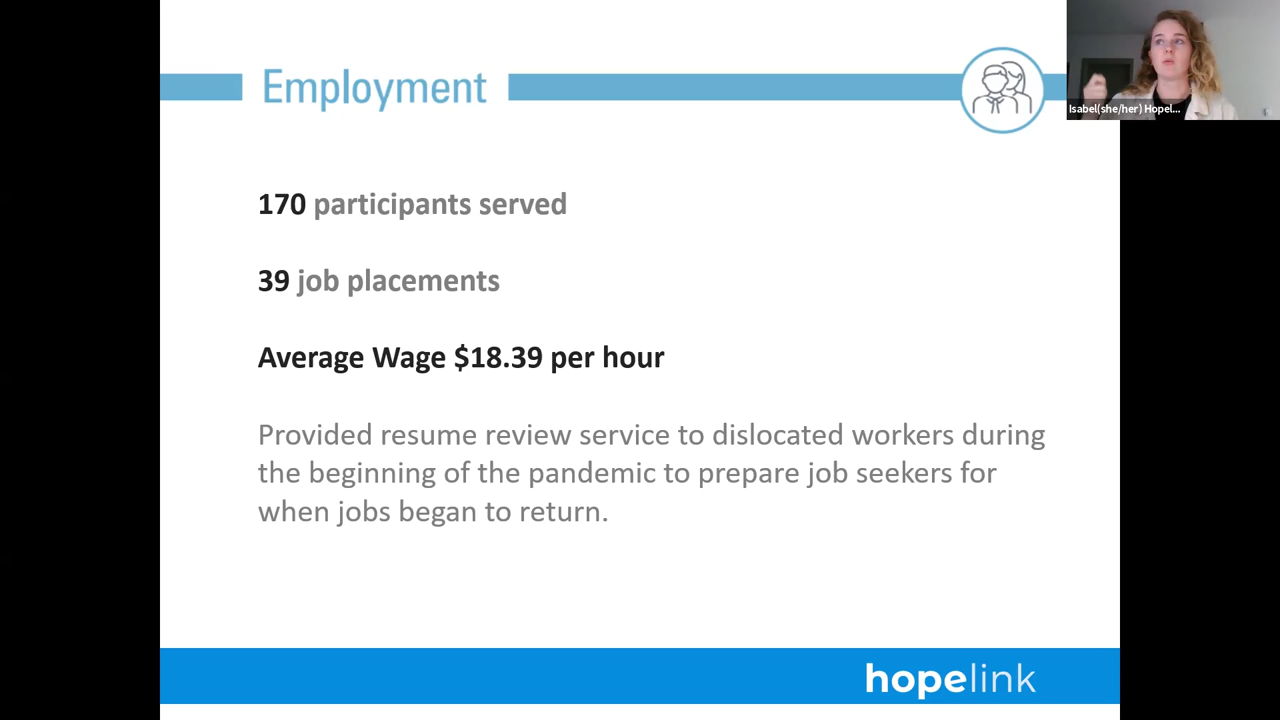 Employment
Isabel(she/her) Hopel...
170 participants served
39 job placements
Average Wage $18.39 per hour
Provided resume review service to dislocated workers during
the beginning of the pandemic to prepare job seekers for
when jobs began to return.
hopelink